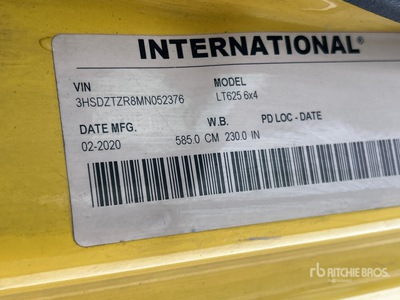 INTERNATIONAL®
VIN MODEL
3HSDZTZR8MN052376 LT625 6x4
DATE MFG. W.B. PD LOC - DATE
02-2020 585.0 CM 230.0 IN
rb RITCHIE BROS.